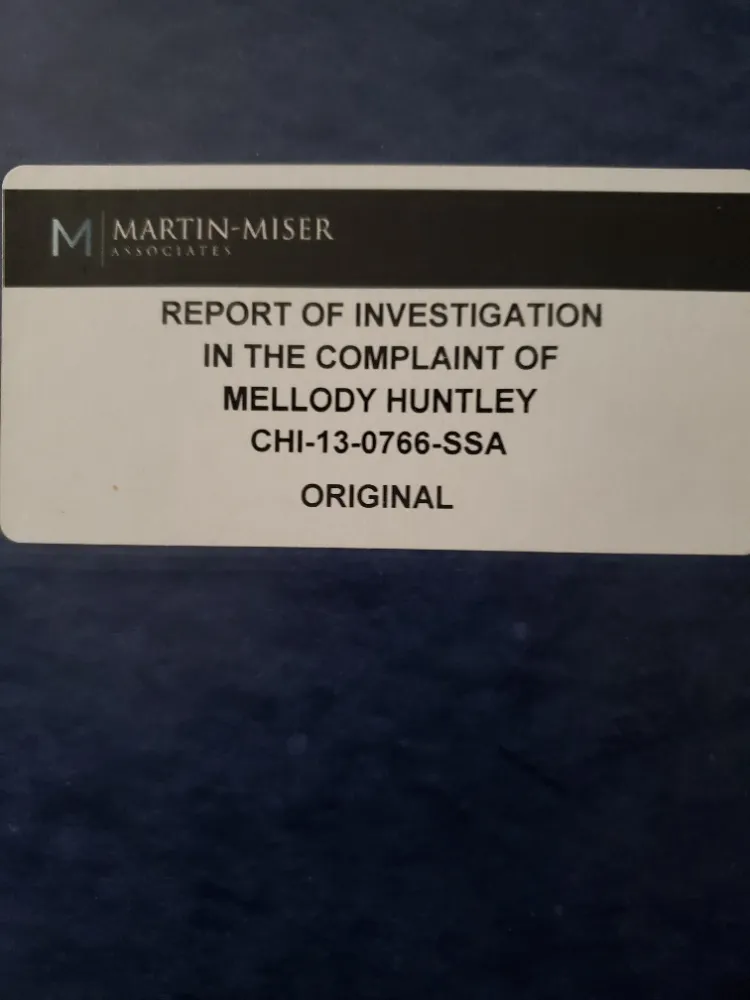 M MARTIN-MISER
ASSOCIATES
REPORT OF INVESTIGATION
IN THE COMPLAINT OF
MELLODY HUNTLEY
CHI-13-0766-SSA
ORIGINAL